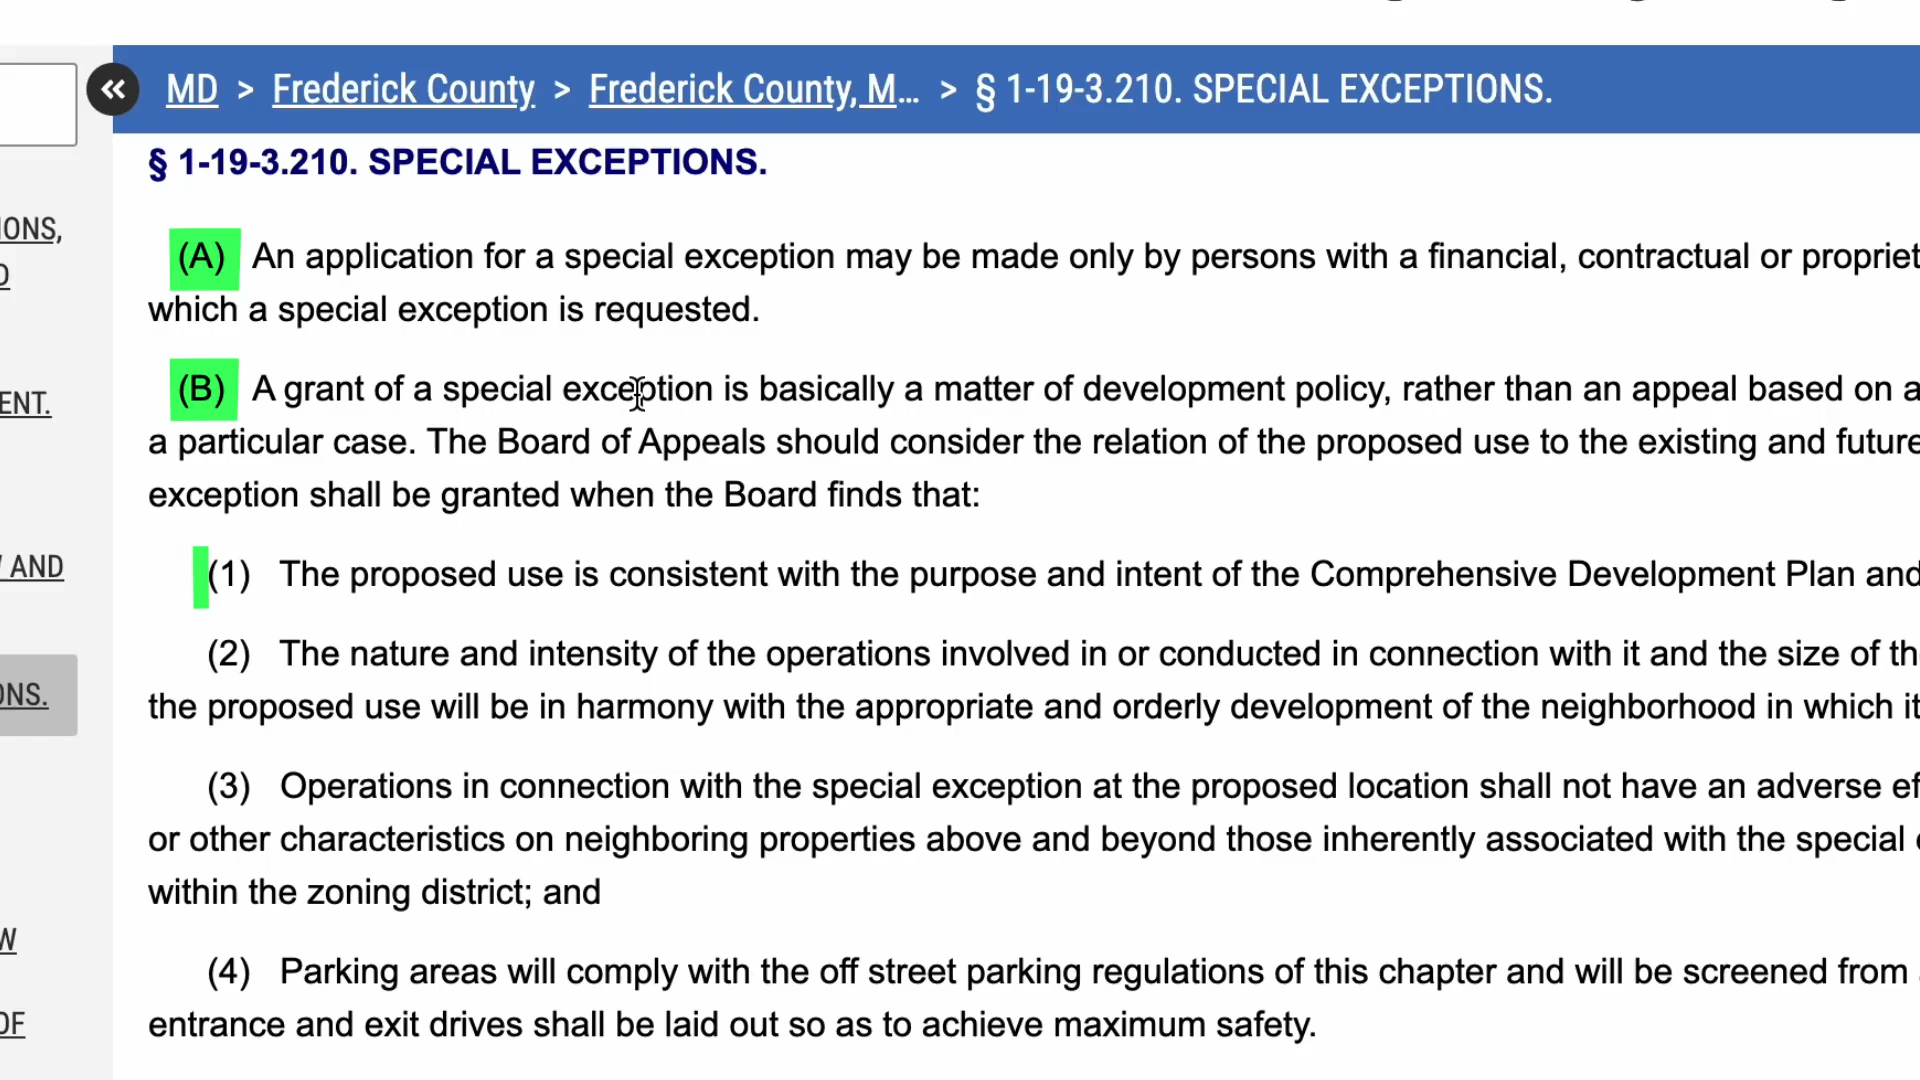 MD > Frederick County > Frederick County, M... > § 1-19-3.210. SPECIAL EXCEPTIONS.
§ 1-19-3.210. SPECIAL EXCEPTIONS.
IONS,
(A) An application for a special exception may be made only by persons with a financial, contractual or propriet
which a special exception is requested.
(B) A grant of a special exception is basically a matter of development policy, rather than an appeal based on a
ENT.
a particular case. The Board of Appeals should consider the relation of the proposed use to the existing and future
exception shall be granted when the Board finds that:
(1) The proposed use is consistent with the purpose and intent of the Comprehensive Development Plan and
AND
(2) The nature and intensity of the operations involved in or conducted in connection with it and the size of th
ONS.
the proposed use will be in harmony with the appropriate and orderly development of the neighborhood in which it
(3) Operations in connection with the special exception at the proposed location shall not have an adverse ef
or other characteristics on neighboring properties above and beyond those inherently associated with the special
within the zoning district; and
W
(4) Parking areas will comply with the off street parking regulations of this chapter and will be screened from
OF
entrance and exit drives shall be laid out so as to achieve maximum safety.